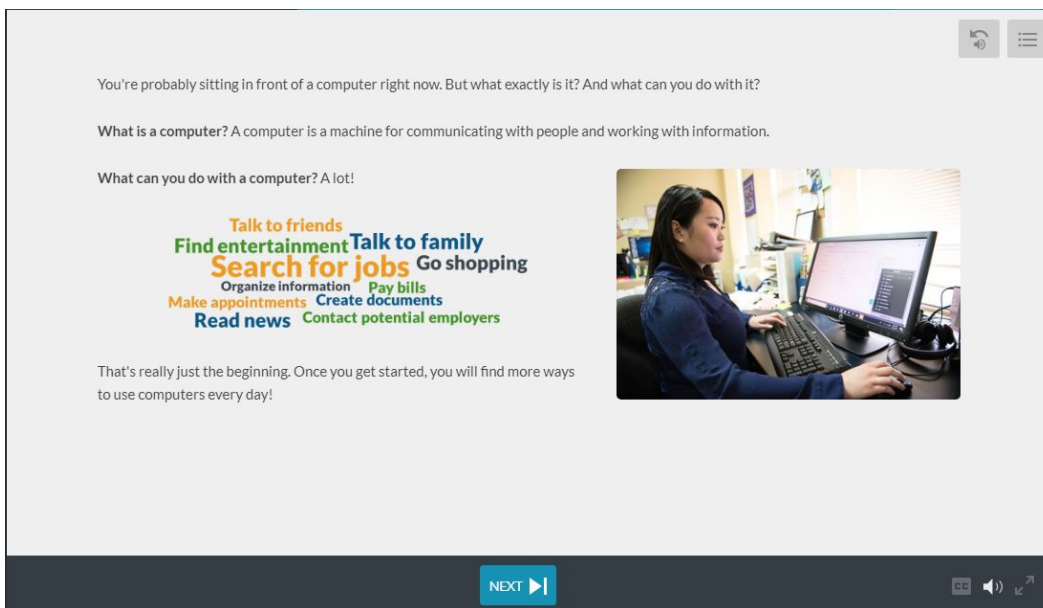 You're probably sitting in front of a computer right now. But what exactly is it? And what can you do with it?
What is a computer? A computer is a machine for communicating with people and working with information.
What can you do with a computer? A lot!
Talk to friends
Find entertainment Talk to family
Search for jobs Go shopping
Organize information Pay bills
Make appointments Create documents
Read news Contact potential employers
That's really just the beginning. Once you get started, you will find more ways
to use computers every day!
NEXT
CC